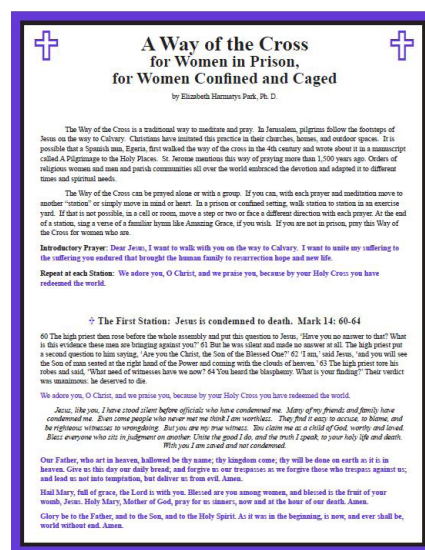 A Way of the Cross
for Women in Prison,
for Women Confined and Caged
by Elizabeth Harmatys Park, Ph. D.
The Way of the Cross is a traditional way to meditate and pray. In Jerusalem, pilgrims follow the footsteps of
Jesus on the way to Calvary. Christians have imitated this practice in their churches, homes, and outdoor spaces. It is
possible that a Spanish nun, Egeria, first walked the way of the cross in the 4th century and wrote about it in a manuscript
called A Pilgrimage to the Holy Places. St. Jerome mentions this way of praying more than 1,500 years ago. Orders of
religious women and men and parish communities all over the world embraced the devotion and adapted it to different
times and spiritual needs.
The Way of the Cross can be prayed alone or with a group. If you can, with each prayer and meditation move to
another “station” or simply move in mind or heart. In a prison or confined setting, walk station to station in an exercise
yard. If that is not possible, in a cell or room, move a step or two or face a different direction with each prayer. At the end
of a station, sing a verse of a familiar hymn like Amazing Grace, if you wish. If you are not in prison, pray this Way of
the Cross for women who are.
Introductory Prayer: Dear Jesus, I want to walk with you on the way to Calvary. I want to unite my suffering to
the suffering you endured that brought the human family to resurrection hope and new life.
Repeat at each Station: We adore you, O Christ, and we praise you, because by your Holy Cross you have
redeemed the world.
The First Station: Jesus is condemned to death. Mark 14: 60-64
60 The high priest then rose before the whole assembly and put this question to Jesus, ‘Have you no answer to that? What
is this evidence these men are bringing against you?’ 61 But he was silent and made no answer at all. The high priest put
a second question to him saying, ‘Are you the Christ, the Son of the Blessed One?’ 62 ‘I am,’ said Jesus, ‘and you will see
the Son of man seated at the right hand of the Power and coming with the clouds of heaven.’ 63 The high priest tore his
robes and said, ‘What need of witnesses have we now? 64 You heard the blasphemy. What is your finding?’ Their verdict
was unanimous: he deserved to die.
We adore you, O Christ, and we praise you, because by your Holy Cross you have redeemed the world.
Jesus, like you, I have stood silent before officials who have condemned me. Many of my friends and family have
condemned me. Even some people who never met me think I am worthless. They find it easy to accuse, to blame, and
be righteous witnesses to wrongdoing. But you are my true witness. You claim me as a child of God, worthy and loved.
Bless everyone who sits in judgment on another. Unite the good I do, and the truth I speak, to your holy life and death.
With you I am saved and not condemned.
Our Father, who art in heaven, hallowed be thy name; thy kingdom come; thy will be done on earth as it is in
heaven. Give us this day our daily bread; and forgive us our trespasses as we forgive those who trespass against us;
and lead us not into temptation, but deliver us from evil. Amen.
Hail Mary, full of grace, the Lord is with you. Blessed are you among women, and blessed is the fruit of your
womb, Jesus. Holy Mary, Mother of God, pray for us sinners, now and at the hour of our death. Amen.
Glory be to the Father, and to the Son, and to the Holy Spirit. As it was in the beginning, is now, and ever shall be,
world without end. Amen.